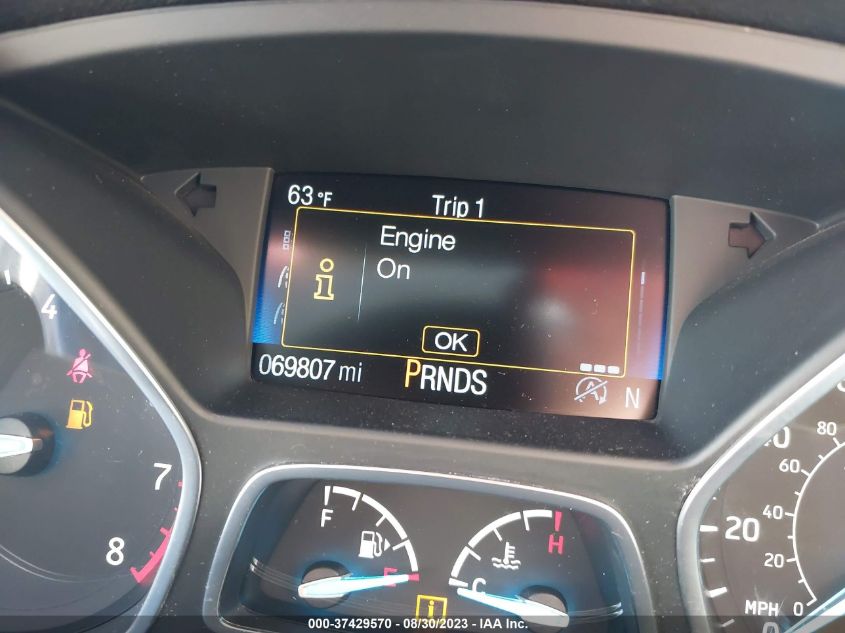 63 °F
Trip 1
Engine
On
OK
069807 mi
PRNDS
N
4
7
8
F
E
C
H
80
60
40
20
0
20
MPH
000-37429570 - 08/30/2023 - IAA Inc.